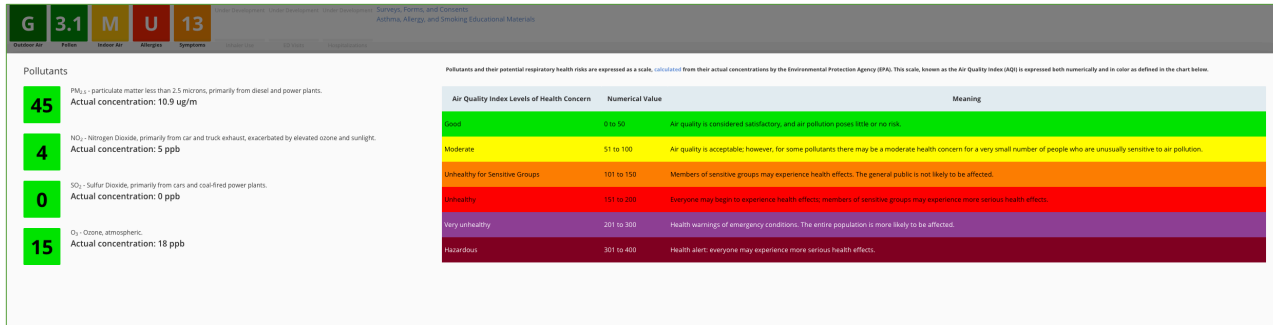 G 3.1 M U 13
Under Development Under Development Under Development Surveys, Forms, and Consents
Asthma, Allergy, and Smoking Educational Materials
Outdoor Air Pollen Indoor Air Allergies Symptoms
Pollutants
Pollutants and their potential respiratory health risks are expressed as a scale, calculated from their actual concentrations by the Environmental Protection Agency (EPA). This scale, known as the Air Quality Index (AQI) is expressed both numerically and in color as defined in the chart below.
45
PM2.5 - particulate matter less than 2.5 microns, primarily from diesel and power plants.
Actual concentration: 10.9 ug/m
4
NO2 - Nitrogen Dioxide, primarily from car and truck exhaust, exacerbated by elevated ozone and sunlight.
Actual concentration: 5 ppb
0
SO2 - Sulfur Dioxide, primarily from cars and coal-fired power plants.
Actual concentration: 0 ppb
15
O3 - Ozone, atmospheric.
Actual concentration: 18 ppb
Air Quality Index Levels of Health Concern Numerical Value Meaning
Good 0 to 50 Air quality is considered satisfactory, and air pollution poses little or no risk.
Moderate 51 to 100 Air quality is acceptable; however, for some pollutants there may be a moderate health concern for a very small number of people who are unusually sensitive to air pollution.
Unhealthy for Sensitive Groups 101 to 150 Members of sensitive groups may experience health effects. The general public is not likely to be affected.
Unhealthy 151 to 200 Everyone may begin to experience health effects; members of sensitive groups may experience more serious health effects.
Very unhealthy 201 to 300 Health warnings of emergency conditions. The entire population is more likely to be affected.
Hazardous 301 to 400 Health alert: everyone may experience more serious health effects.